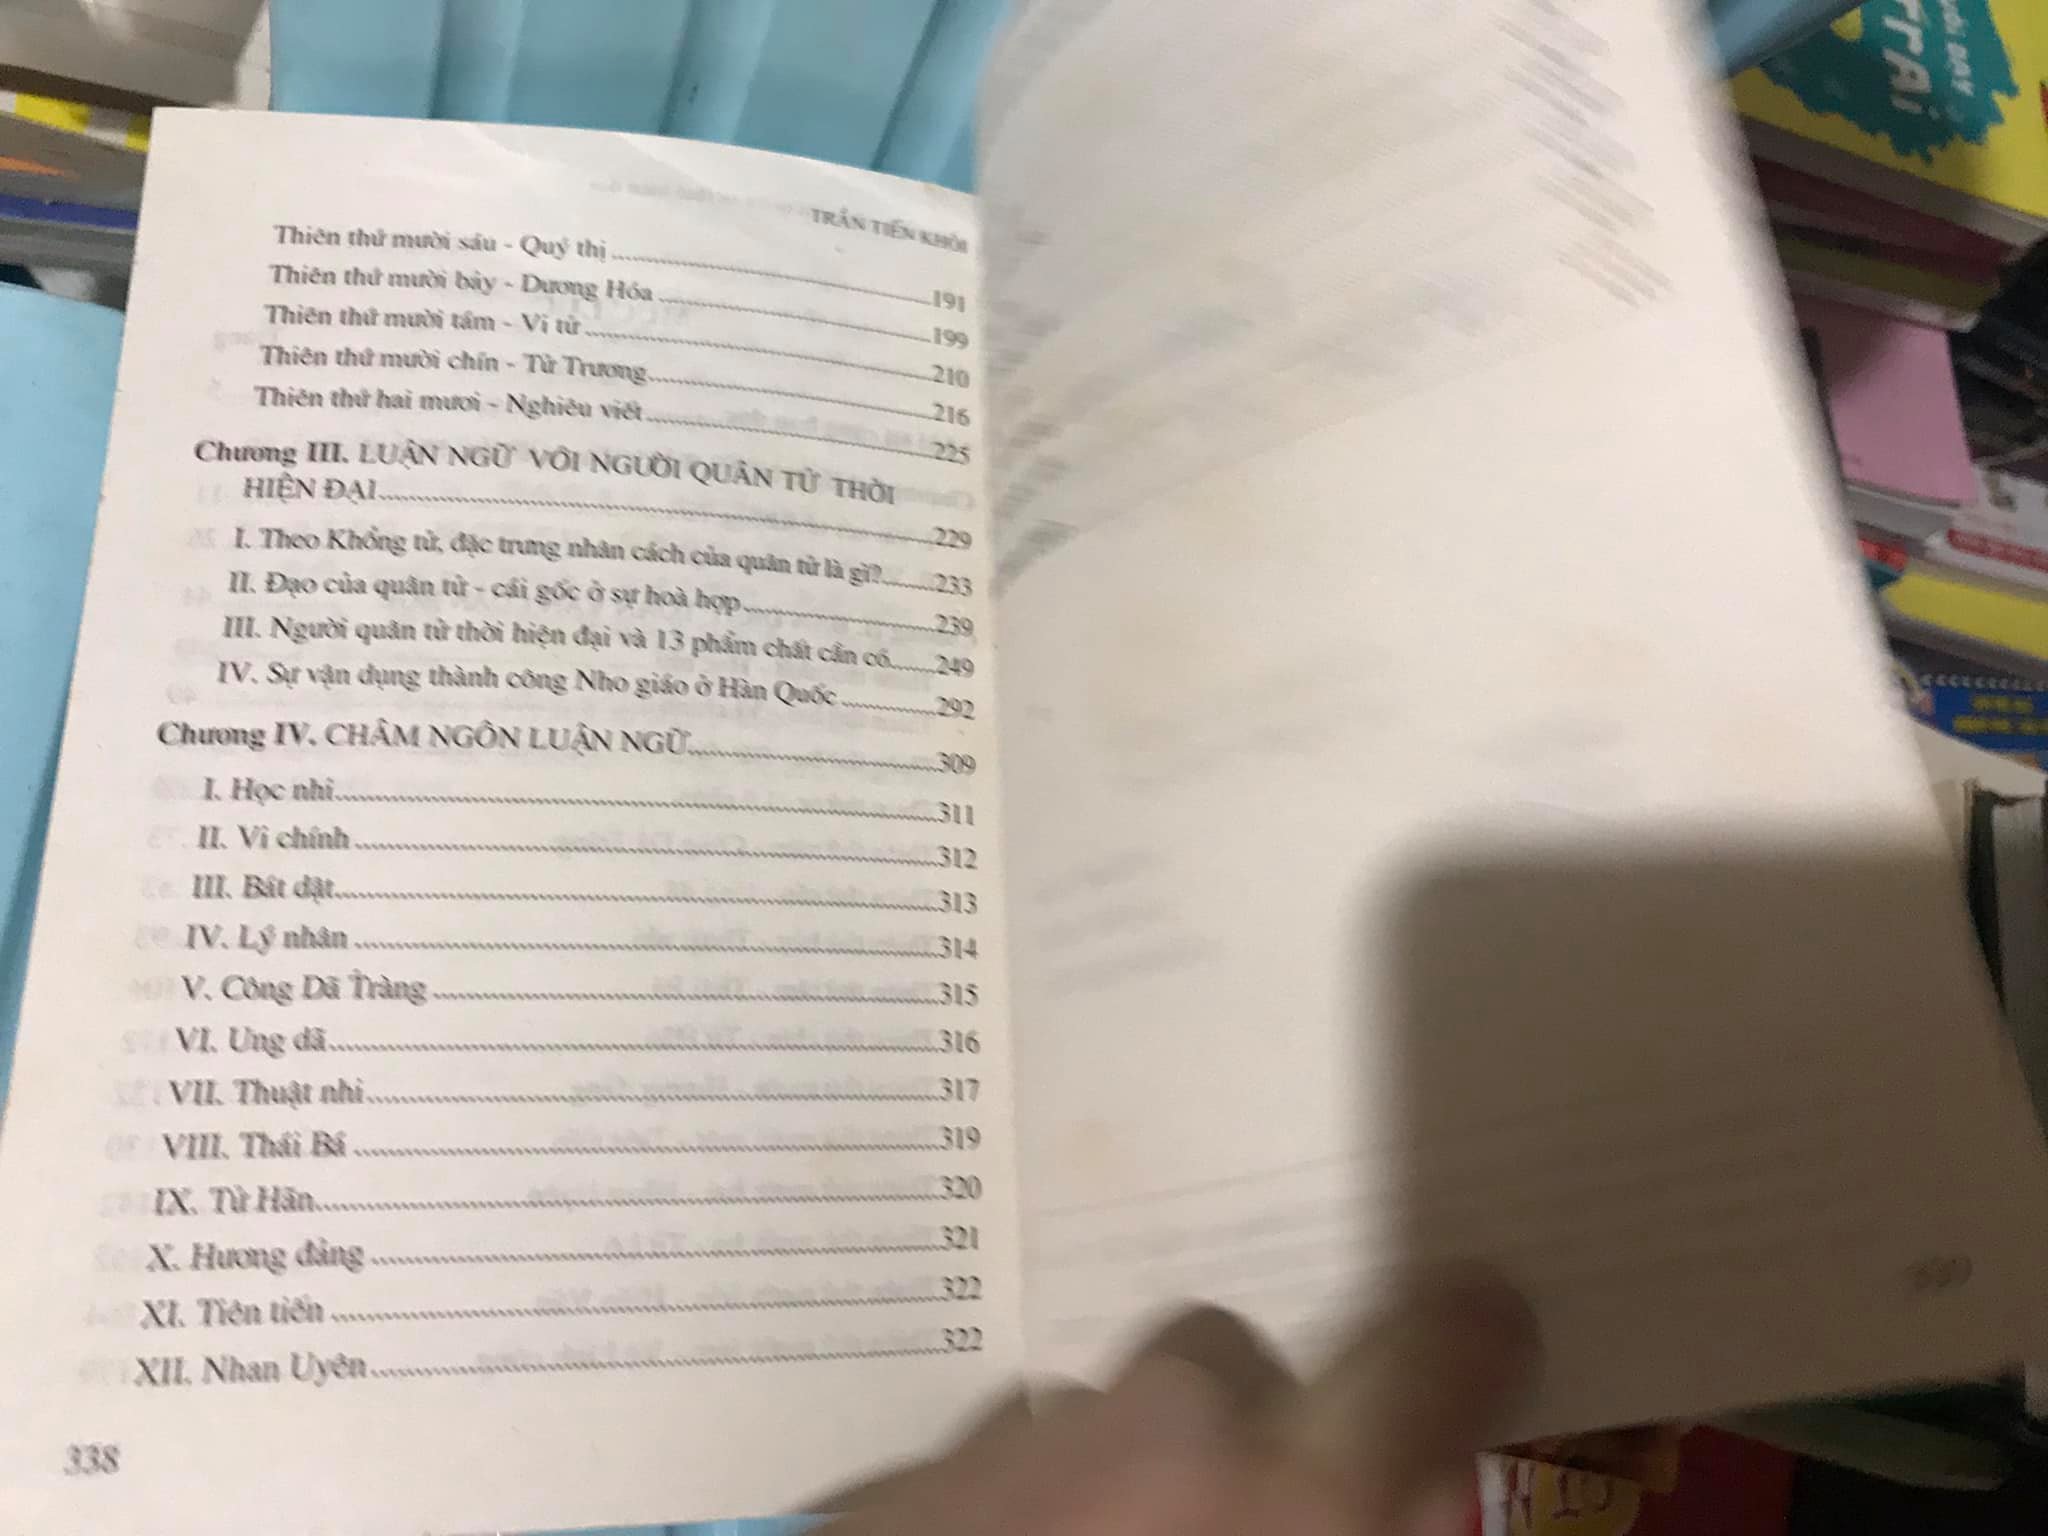 TRẦN TIẾN KHÔI
Thiên thứ mười sáu - Quý thị 191
Thiên thứ mười bảy - Dương Hóa 199
Thiên thứ mười tám - Vi tử 210
Thiên thứ mười chín - Tử Trương 216
Thiên thứ hai mươi - Nghiêu viết 225
Chương III. LUẬN NGỮ VỚI NGƯỜI QUÂN TỬ THỜI
HIỆN ĐẠI 229
I. Theo Khổng tử, đặc trưng nhân cách của quân tử là gì? 233
II. Đạo của quân tử - cái gốc ở sự hoà hợp 239
III. Người quân tử thời hiện đại và 13 phẩm chất cần có 249
IV. Sự vận dụng thành công Nho giáo ở Hàn Quốc 292
Chương IV. CHÂM NGÔN LUẬN NGỮ 309
I. Học nhi 311
II. Vi chính 312
III. Bát dật 313
IV. Lý nhân 314
V. Công Dã Tràng 315
VI. Ung dã 316
VII. Thuật nhi 317
VIII. Thái Bá 319
IX. Tử Hãn 320
X. Hương đảng 321
XI. Tiên tiến 322
XII. Nhan Uyên 322
338
TRAI